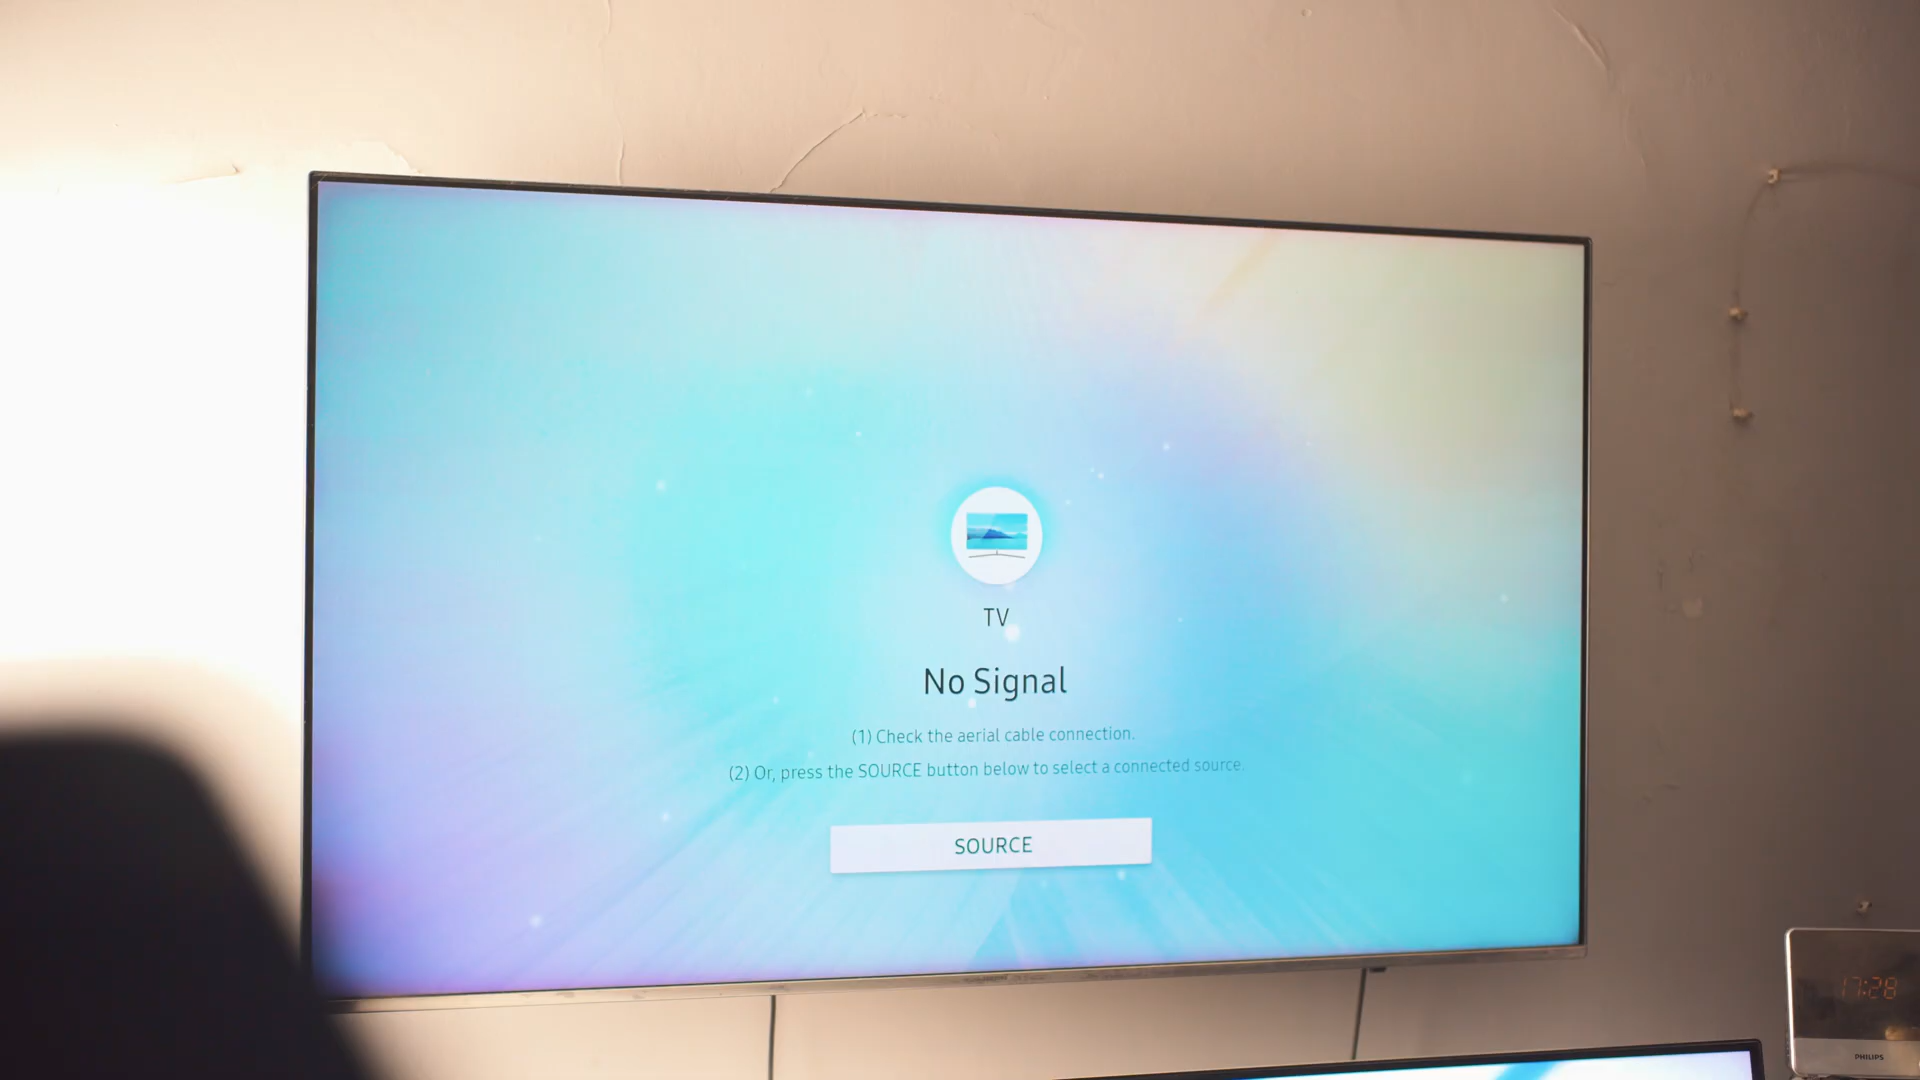 TV
No Signal
(1) Check the aerial cable connection.
(2) Or, press the SOURCE button below to select a connected source.
SOURCE
17:28
PHILIPS